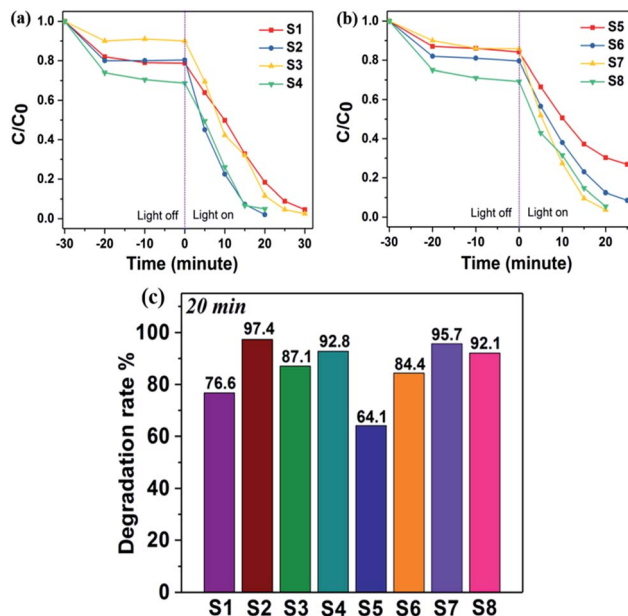 (a)
S1
S2
S3
S4
C/C0
1.0
0.8
0.6
0.4
0.2
0.0
Light off
Light on
-30
-20
-10
0
10
20
30
Time (minute)
(b)
S5
S6
S7
S8
C/C0
1.0
0.8
0.6
0.4
0.2
0.0
Light off
Light on
-30
-20
-10
0
10
20
Time (minute)
(c)
20 min
Degradation rate %
100
80
60
40
20
0
76.6
97.4
87.1
92.8
64.1
84.4
95.7
92.1
S1 S2 S3 S4 S5 S6 S7 S8